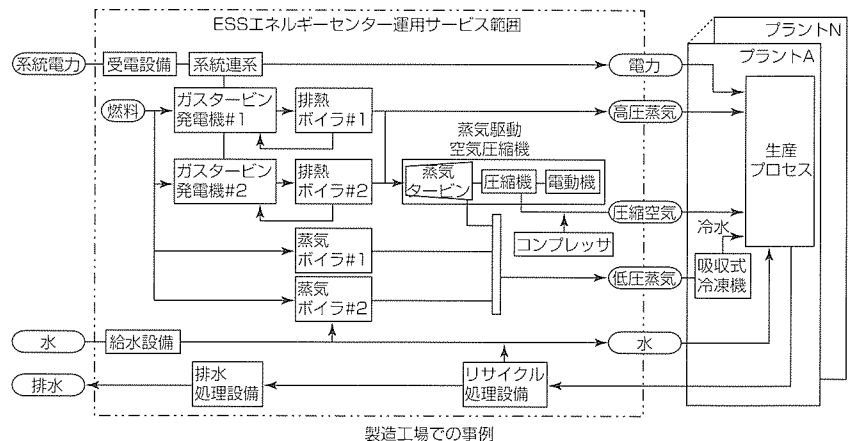 ESSエネルギーセンター運用サービス範囲
プラントN
プラントA
系統電力
受電設備
系統連系
電力
燃料
ガスタービン
発電機#1
排熱
ボイラ#1
高圧蒸気
蒸気駆動
空気圧縮機
ガスタービン
発電機#2
排熱
ボイラ#2
蒸気
タービン
圧縮機
電動機
生産
プロセス
圧縮空気
コンプレッサ
冷水
蒸気
ボイラ#1
低圧蒸気
吸収式
冷凍機
蒸気
ボイラ#2
水
給水設備
水
排水
排水
処理設備
リサイクル
処理設備
製造工場での事例